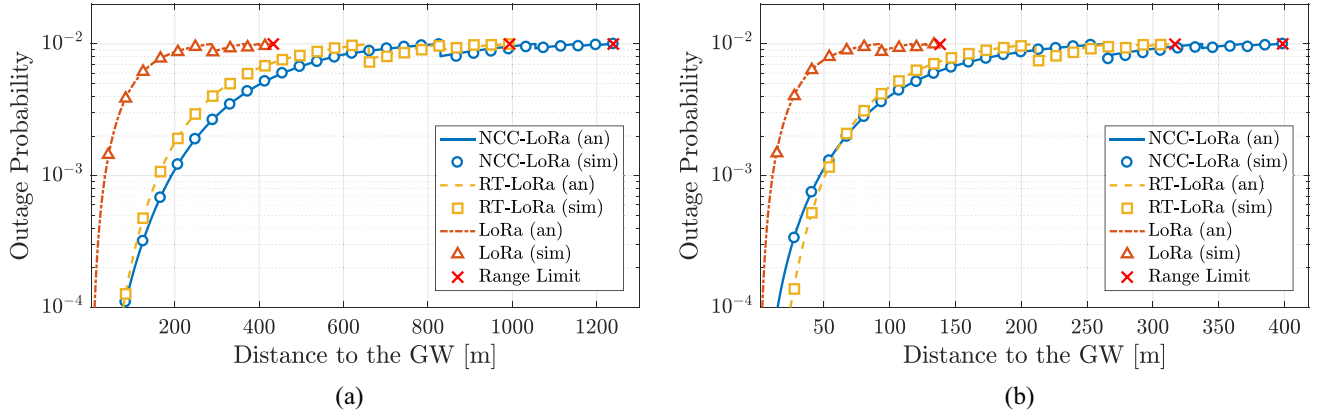 10^-2
10^-3
10^-4
Outage Probability
NCC-LoRa (an)
NCC-LoRa (sim)
RT-LoRa (an)
RT-LoRa (sim)
LoRa (an)
LoRa (sim)
Range Limit
200 400 600 800 1000 1200
Distance to the GW [m]
(a)
10^-2
10^-3
10^-4
Outage Probability
NCC-LoRa (an)
NCC-LoRa (sim)
RT-LoRa (an)
RT-LoRa (sim)
LoRa (an)
LoRa (sim)
Range Limit
50 100 150 200 250 300 350 400
Distance to the GW [m]
(b)